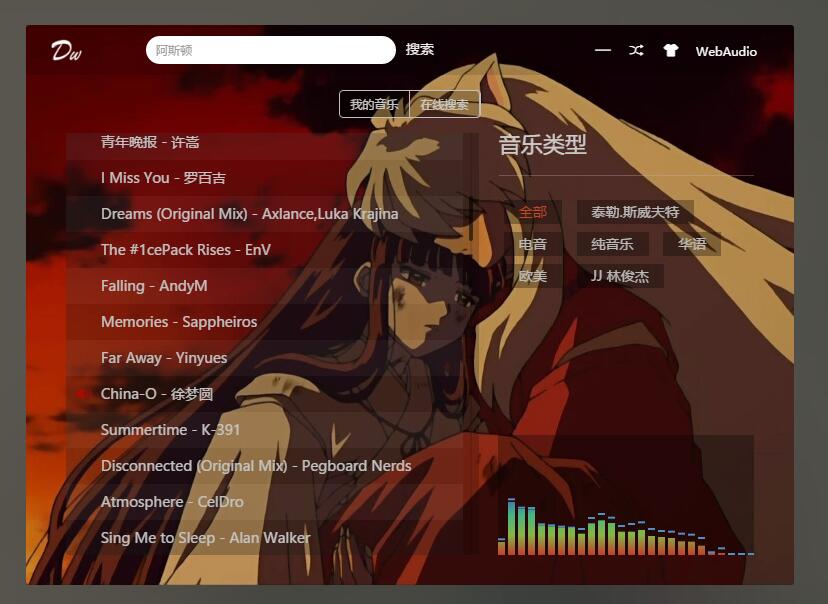 Dw
阿斯顿
搜索
WebAudio
我的音乐
在线搜索
青年晚报 - 许嵩
I Miss You - 罗百吉
Dreams (Original Mix) - Axlance,Luka Krajina
The #1cePack Rises - EnV
Falling - AndyM
Memories - Sappheiros
Far Away - Yinyues
China-O - 徐梦圆
Summertime - K-391
Disconnected (Original Mix) - Pegboard Nerds
Atmosphere - CelDro
Sing Me to Sleep - Alan Walker
音乐类型
全部
泰勒.斯威夫特
电音
纯音乐
华语
欧美
JJ 林俊杰